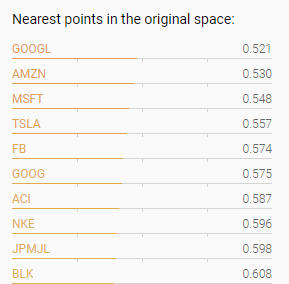 Nearest points in the original space:
GOOGL 0.521
AMZN 0.530
MSFT 0.548
TSLA 0.557
FB 0.574
GOOG 0.575
ACI 0.587
NKE 0.596
JPMJL 0.598
BLK 0.608